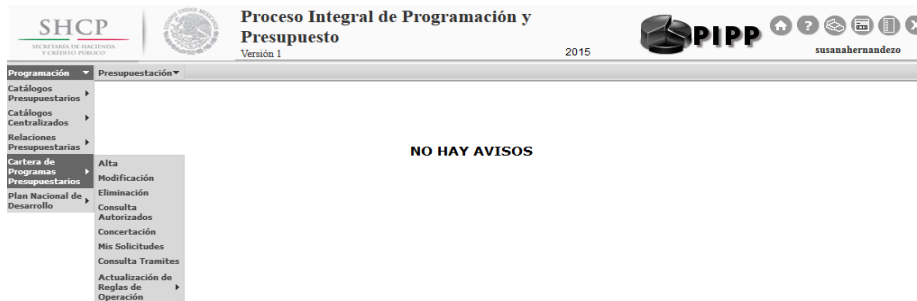 SHCP
SECRETARÍA DE HACIENDA
Y CRÉDITO PÚBLICO
Proceso Integral de Programación y
Presupuesto
Versión 1
2015
PIPP
susanahernandezo
Programación
Presupuestación
Catálogos
Presupuestarios
Catálogos
Centralizados
Relaciones
Presupuestarias
Cartera de
Programas
Presupuestarios
Plan Nacional de
Desarrollo
Alta
Modificación
Eliminación
Consulta
Autorizados
Concertación
Mis Solicitudes
Consulta Tramites
Actualización de
Reglas de
Operación
NO HAY AVISOS